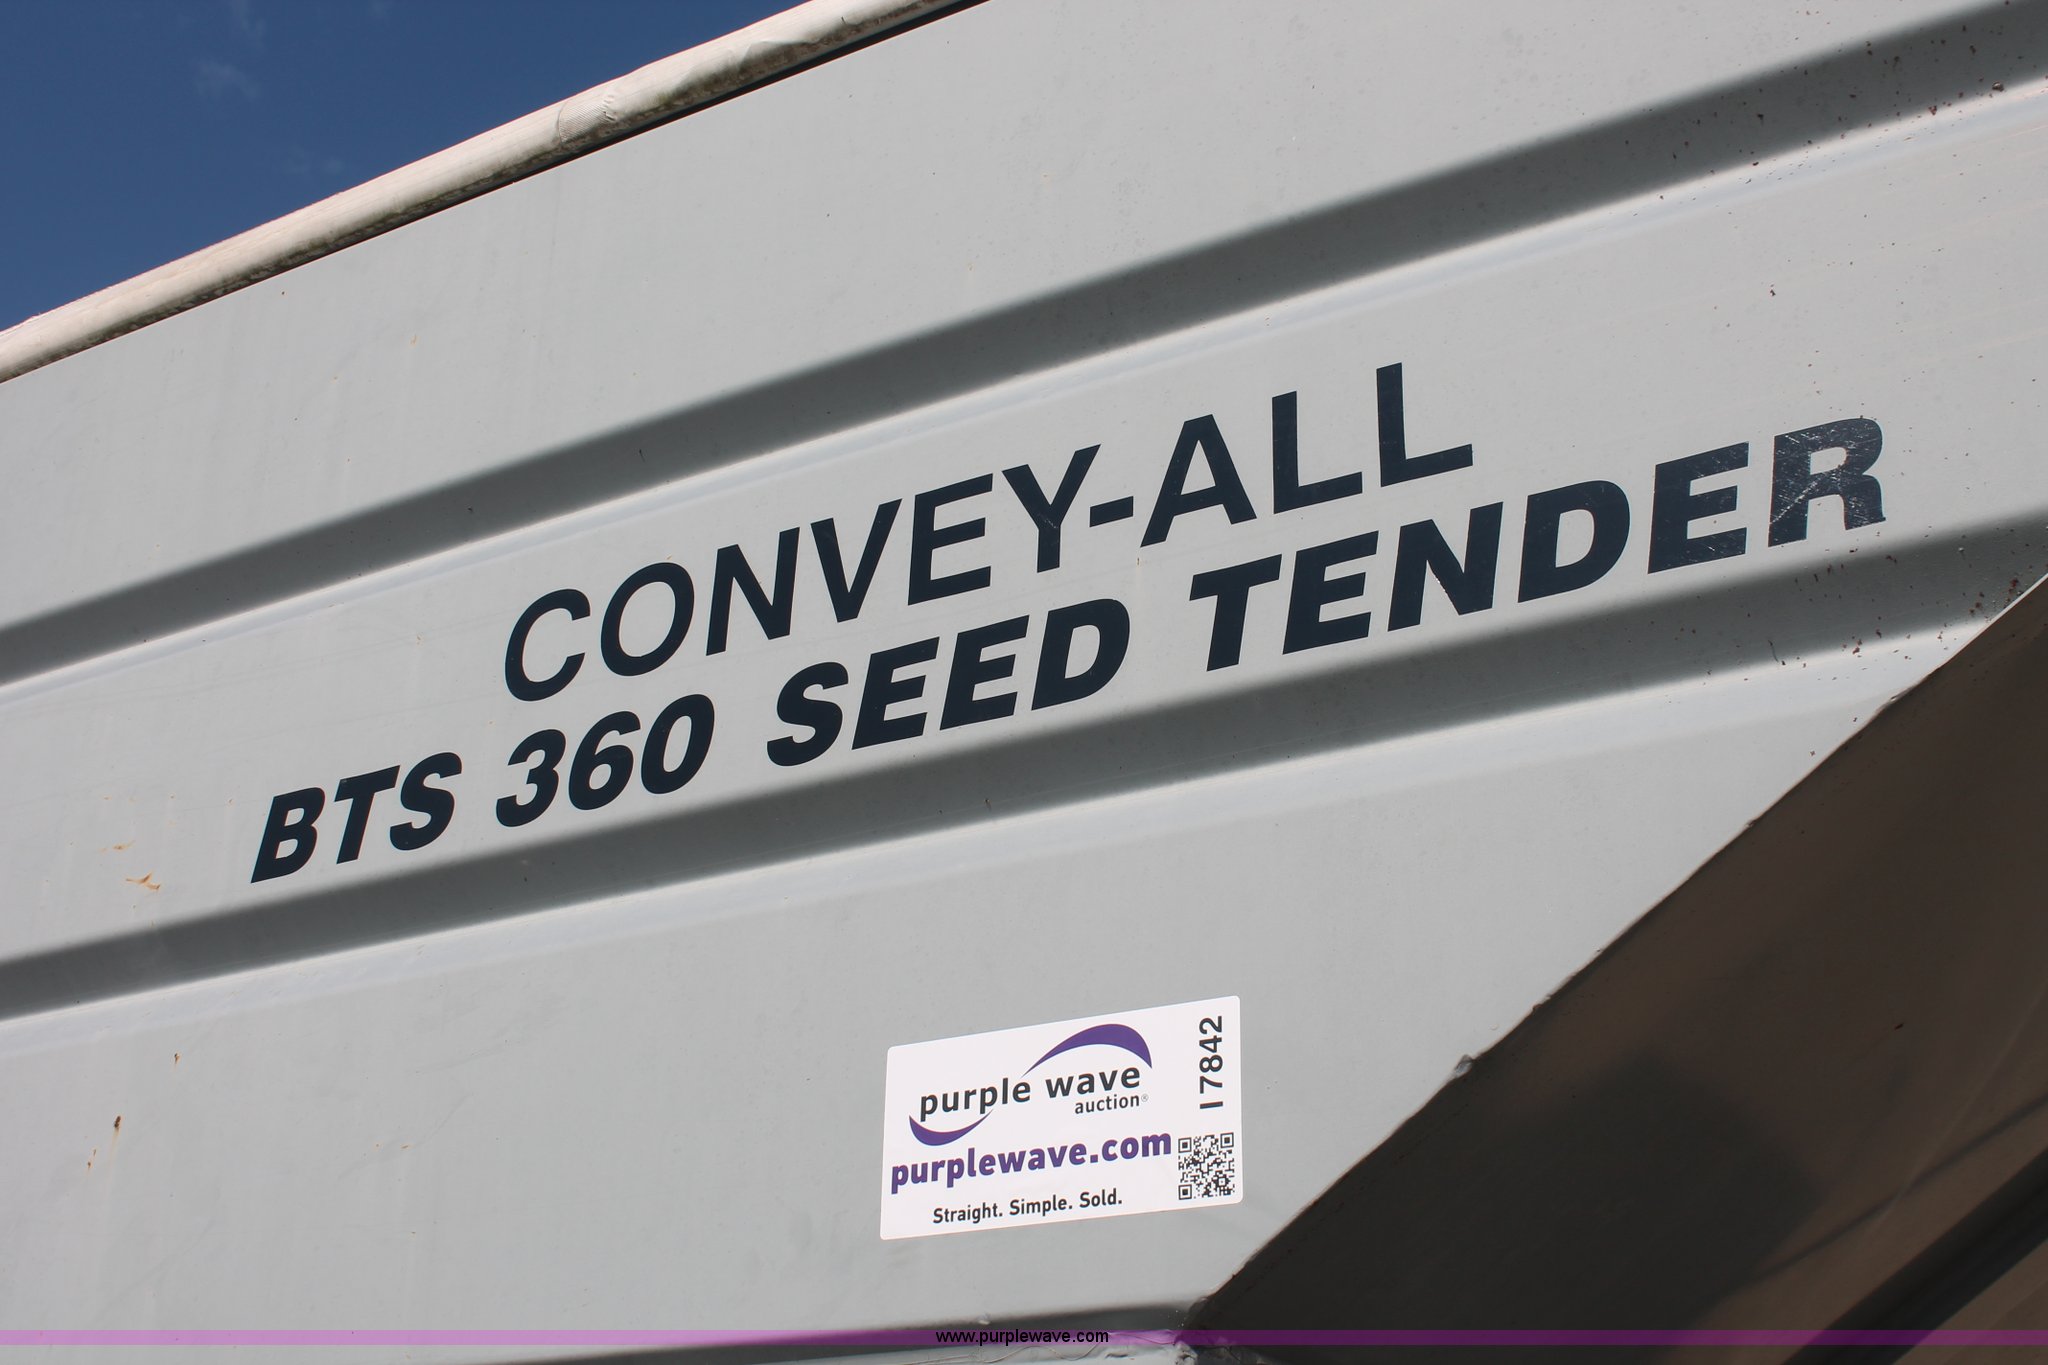 CONVEY-ALL
BTS 360 SEED TENDER
purple wave
auction®
I7842
purplewave.com
Straight. Simple. Sold.
www.purplewave.com